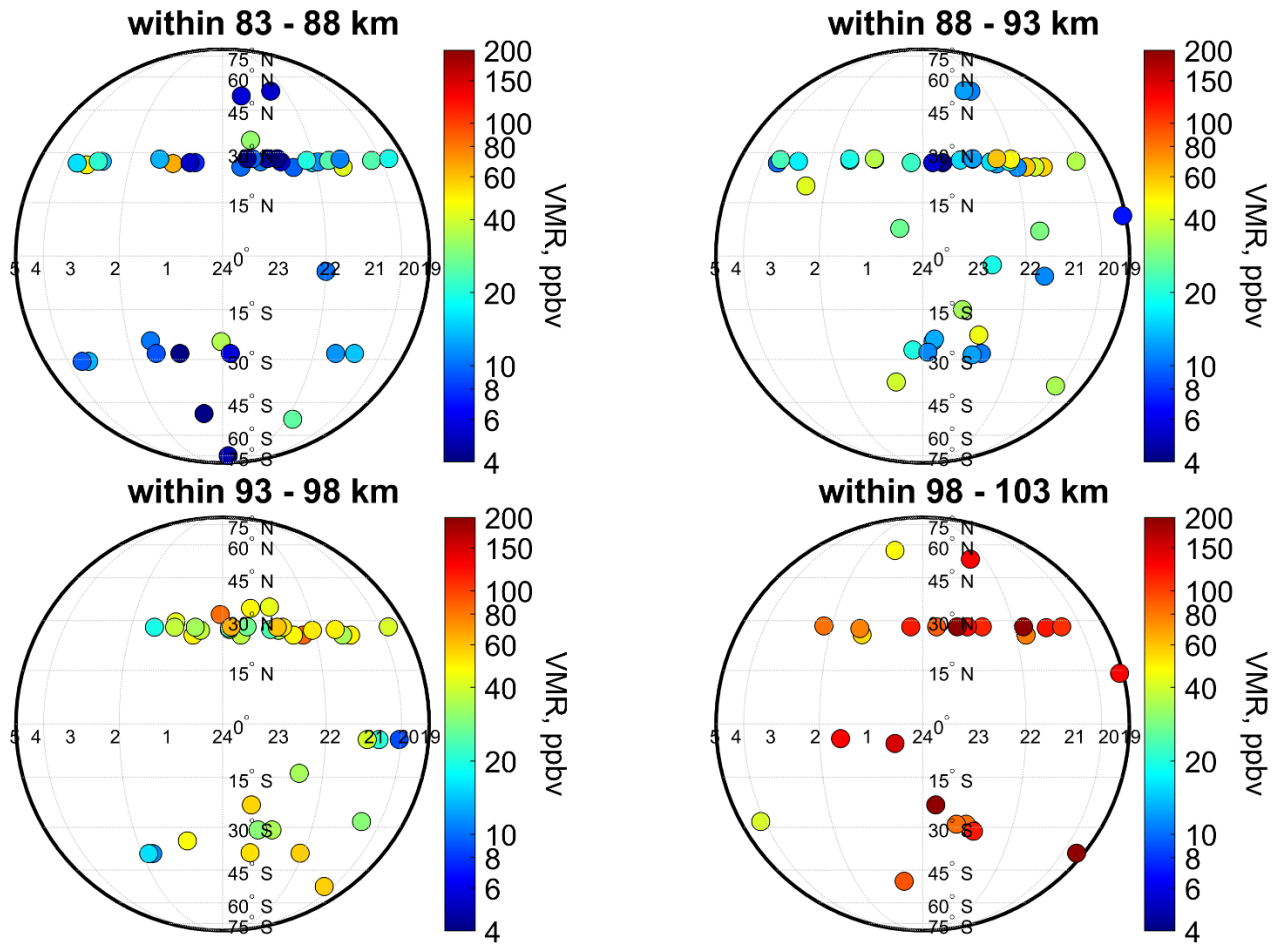 within 83 - 88 km
75° N
60° N
45° N
30° N
15° N
0°
5 4 3 2 1 24 23 22 21 20 19
15° S
30° S
45° S
60° S
75° S
200
150
100
80
60
40
20
10
8
6
4
VMR, ppbv
within 88 - 93 km
75° N
60° N
45° N
30° N
15° N
0°
5 4 3 2 1 24 23 22 21 20 19
15° S
30° S
45° S
60° S
75° S
200
150
100
80
60
40
20
10
8
6
4
VMR, ppbv
within 93 - 98 km
75° N
60° N
45° N
30° N
15° N
0°
5 4 3 2 1 24 23 22 21 20 19
15° S
30° S
45° S
60° S
75° S
200
150
100
80
60
40
20
10
8
6
4
VMR, ppbv
within 98 - 103 km
75° N
60° N
45° N
30° N
15° N
0°
5 4 3 2 1 24 23 22 21 20 19
15° S
30° S
45° S
60° S
75° S
200
150
100
80
60
40
20
10
8
6
4
VMR, ppbv